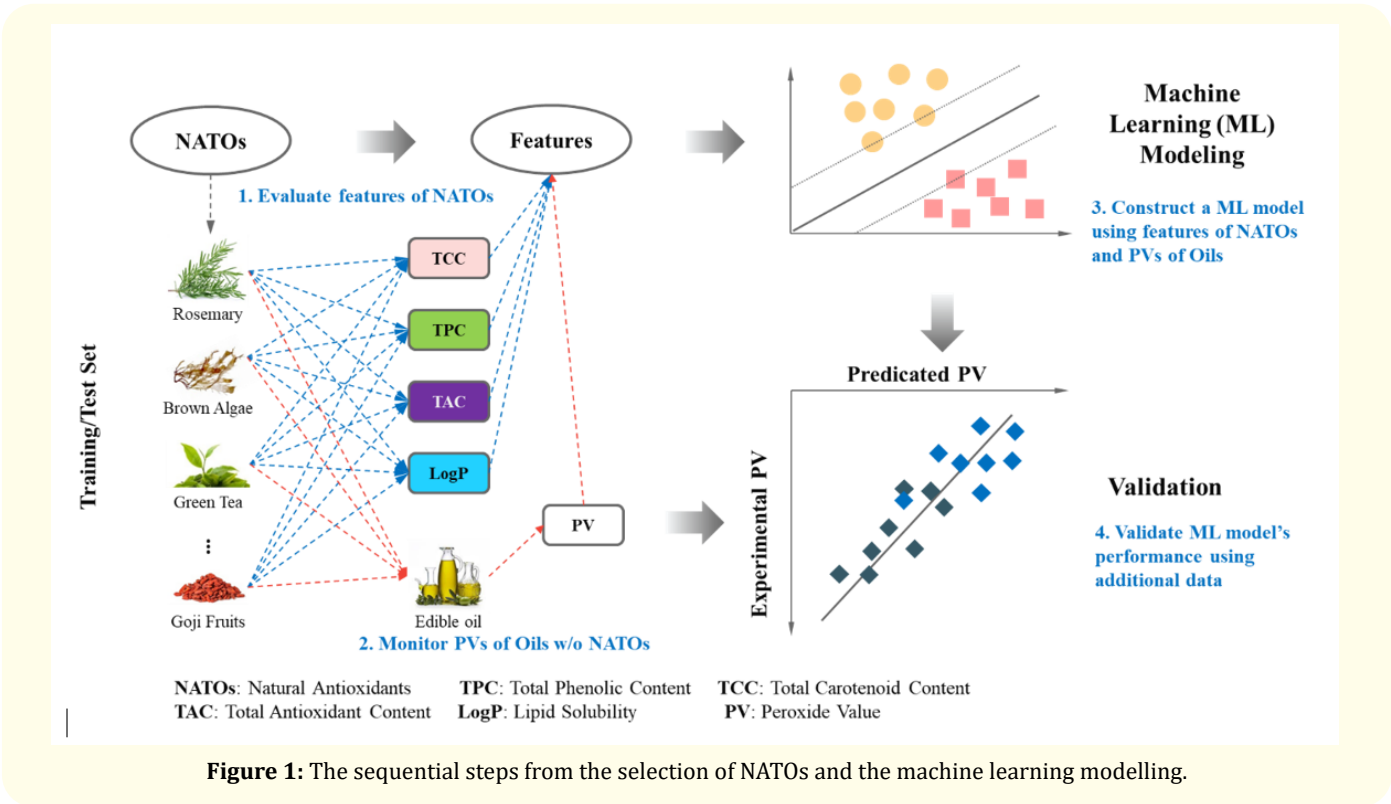 NATOs
Features
1. Evaluate features of NATOs
Training/Test Set
Rosemary
Brown Algae
Green Tea
Goji Fruits
TCC
TPC
TAC
LogP
PV
Edible oil
2. Monitor PVs of Oils w/o NATOs
Machine
Learning (ML)
Modeling
3. Construct a ML model
using features of NATOs
and PVs of Oils
Predicated PV
Experimental PV
Validation
4. Validate ML model’s
performance using
additional data
NATOs: Natural Antioxidants TPC: Total Phenolic Content TCC: Total Carotenoid Content
TAC: Total Antioxidant Content LogP: Lipid Solubility PV: Peroxide Value
Figure 1: The sequential steps from the selection of NATOs and the machine learning modelling.